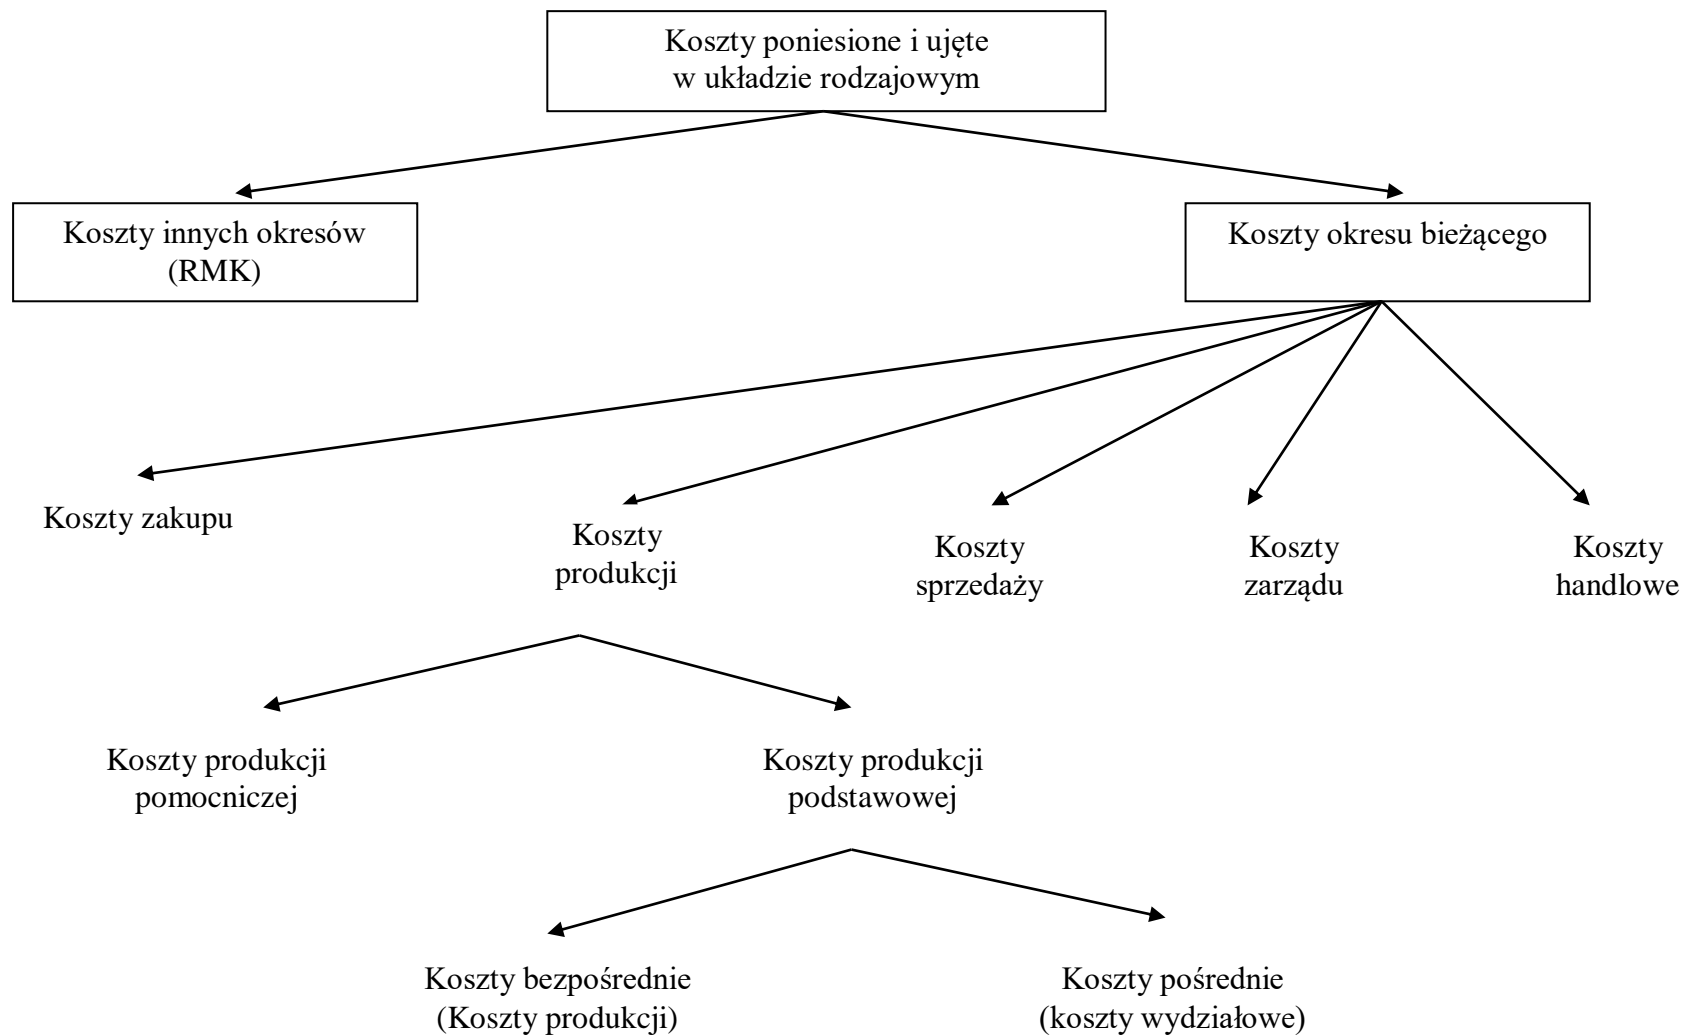 Koszty poniesione i ujęte
w układzie rodzajowym
Koszty innych okresów
(RMK)
Koszty okresu bieżącego
Koszty zakupu
Koszty
produkcji
Koszty
sprzedaży
Koszty
zarządu
Koszty
handlowe
Koszty produkcji
pomocniczej
Koszty produkcji
podstawowej
Koszty bezpośrednie
(Koszty produkcji)
Koszty pośrednie
(koszty wydziałowe)